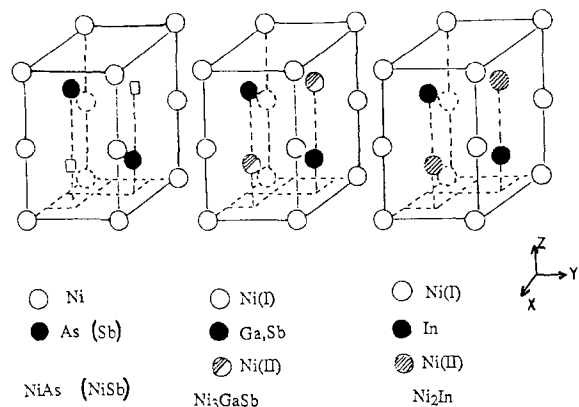 Z
Y
X
Ni
Ni(I)
Ni(I)
As (Sb)
Ga,Sb
In
Ni(II)
Ni(II)
NiAs (NiSb)
Ni3GaSb
Ni2In